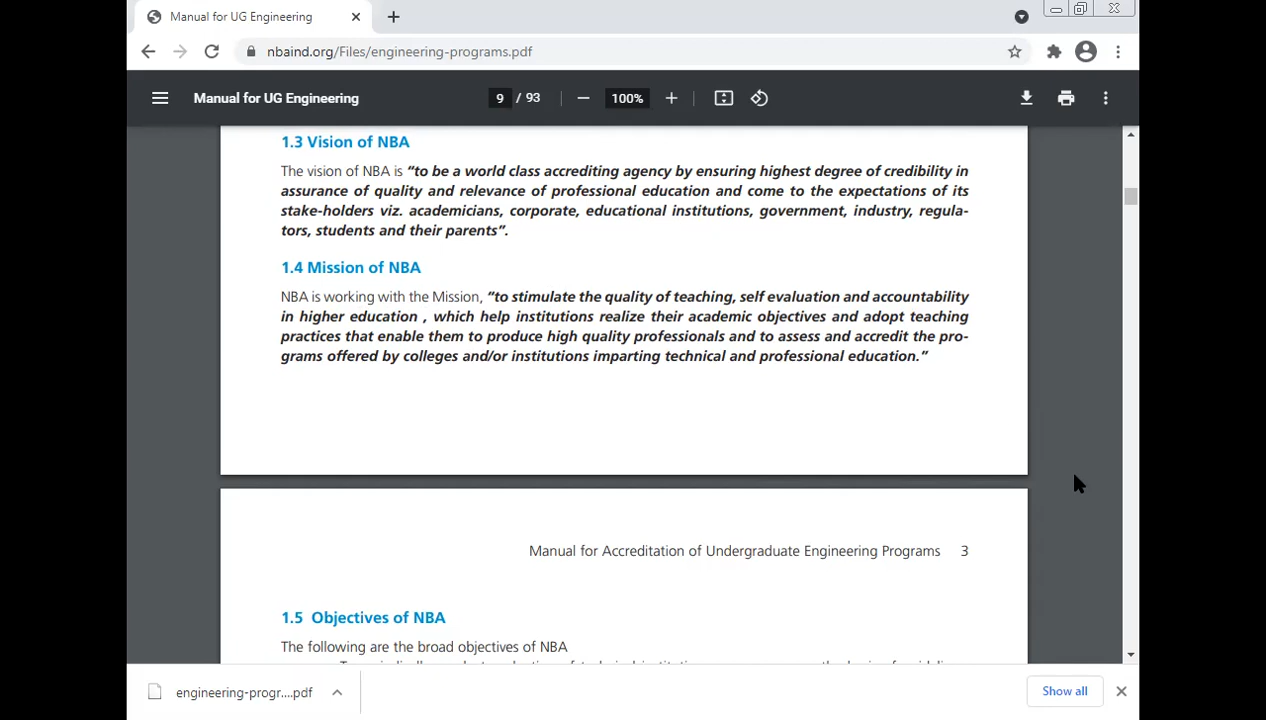 Manual for UG Engineering
nbaind.org/Files/engineering-programs.pdf
Manual for UG Engineering 9 / 93 100%
1.3 Vision of NBA
The vision of NBA is “to be a world class accrediting agency by ensuring highest degree of credibility in
assurance of quality and relevance of professional education and come to the expectations of its
stake-holders viz. academicians, corporate, educational institutions, government, industry, regula-
tors, students and their parents”.
1.4 Mission of NBA
NBA is working with the Mission, “to stimulate the quality of teaching, self evaluation and accountability
in higher education , which help institutions realize their academic objectives and adopt teaching
practices that enable them to produce high quality professionals and to assess and accredit the pro-
grams offered by colleges and/or institutions imparting technical and professional education.”
Manual for Accreditation of Undergraduate Engineering Programs 3
1.5 Objectives of NBA
The following are the broad objectives of NBA
engineering-progr....pdf
Show all